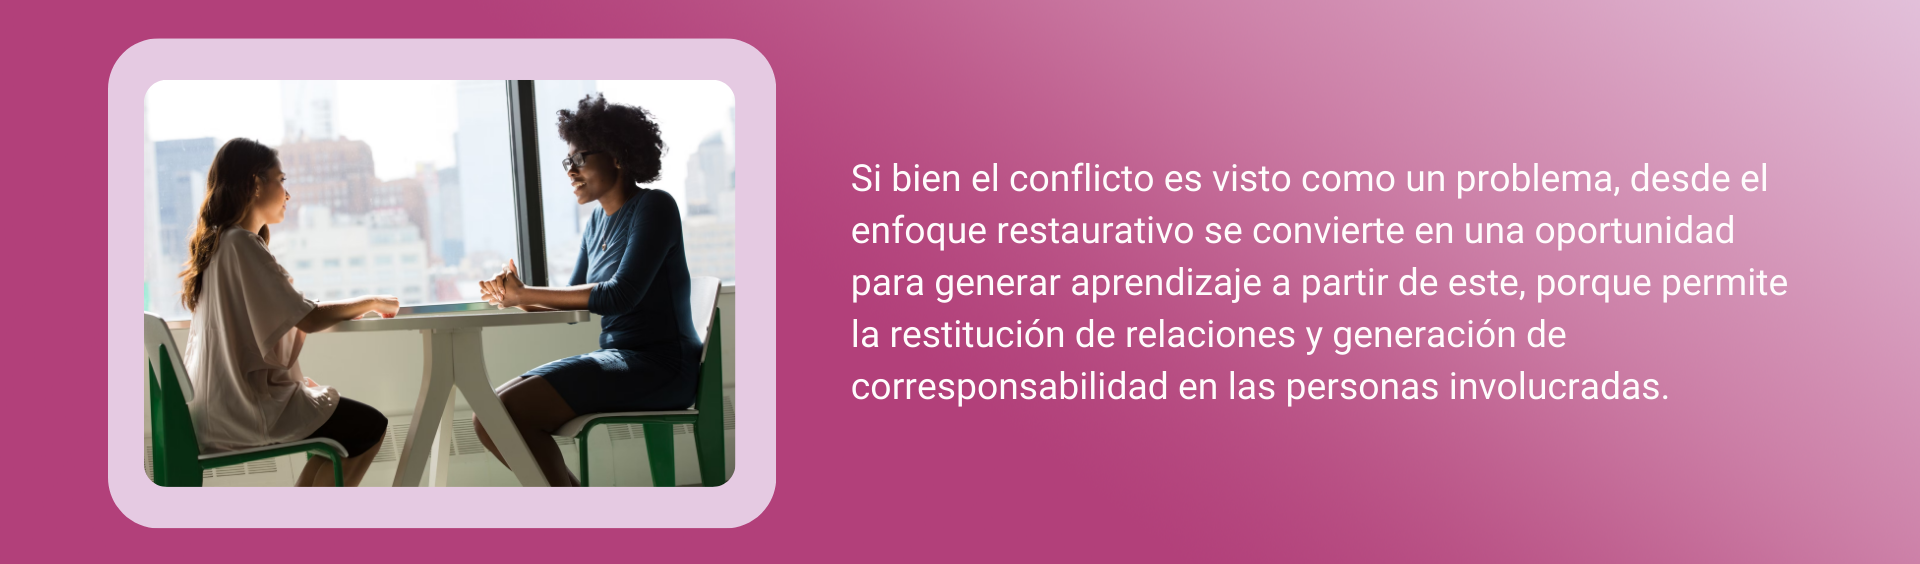 Si bien el conflicto es visto como un problema, desde el
enfoque restaurativo se convierte en una oportunidad
para generar aprendizaje a partir de este, porque permite
la restitución de relaciones y generación de
corresponsabilidad en las personas involucradas.